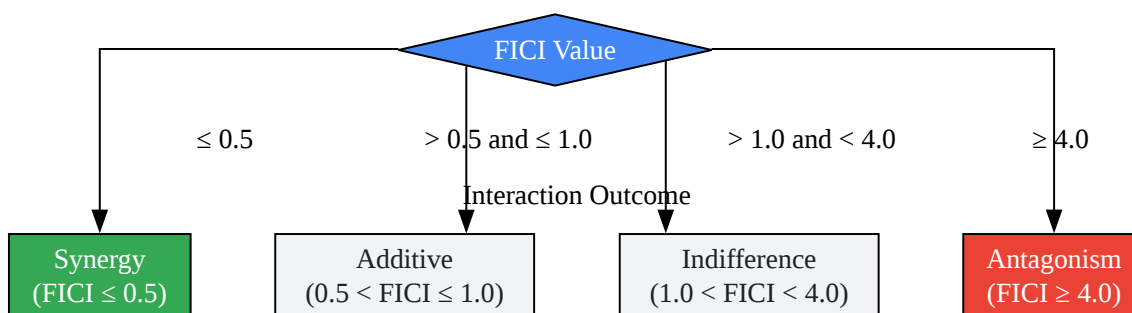 FICI Value
≤ 0.5
> 0.5 and ≤ 1.0
> 1.0 and < 4.0
≥ 4.0
Interaction Outcome
Synergy
(FICI ≤ 0.5)
Additive
(0.5 < FICI ≤ 1.0)
Indifference
(1.0 < FICI < 4.0)
Antagonism
(FICI ≥ 4.0)